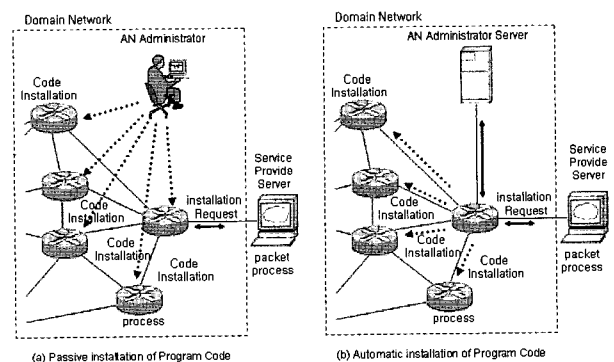 Domain Network
AN Administrator
Code
Installation
Code
Installation
Code
Installation
Code
Installation
installation
Request
Service
Provide
Server
packet
process
process
(a) Passive installation of Program Code
Domain Network
AN Administrator Server
Code
Installation
Code
Installation
Code
Installation
Code
Installation
installation
Request
Service
Provide
Server
packet
process
process
(b) Automatic installation of Program Code